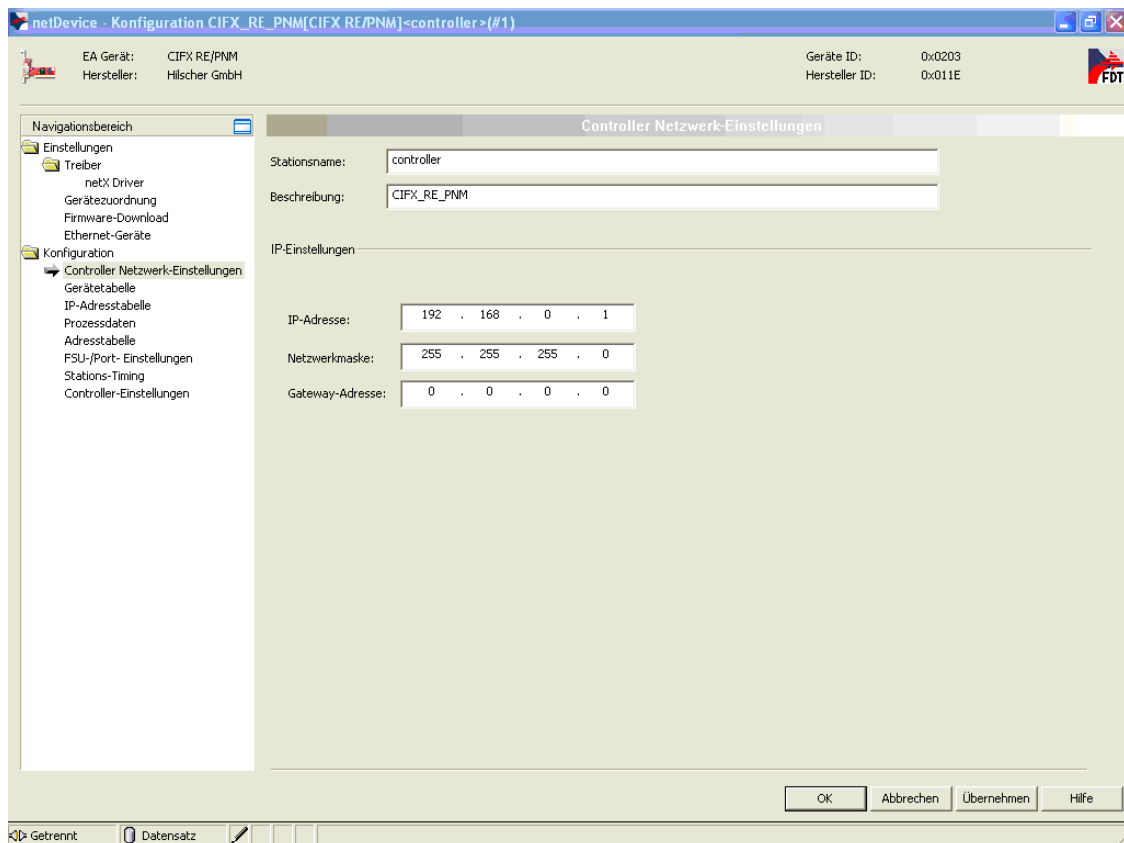 netDevice - Konfiguration CIFX_RE_PNM[CIFX RE/PNM]<controller>(#1)
EA Gerät: CIFX RE/PNM
Hersteller: Hilscher GmbH
Geräte ID: 0x0203
Hersteller ID: 0x011E
FDT
Navigationsbereich
Einstellungen
Treiber
netX Driver
Gerätezuordnung
Firmware-Download
Ethernet-Geräte
Konfiguration
Controller Netzwerk-Einstellungen
Gerätetabelle
IP-Adresstabelle
Prozessdaten
Adresstabelle
FSU-/Port- Einstellungen
Stations-Timing
Controller-Einstellungen
Controller Netzwerk-Einstellungen
Stationsname: controller
Beschreibung: CIFX_RE_PNM
IP-Einstellungen
IP-Adresse: 192 . 168 . 0 . 1
Netzwerkmaske: 255 . 255 . 255 . 0
Gateway-Adresse: 0 . 0 . 0 . 0
OK Abbrechen Übernehmen Hilfe
Getrennt Datensatz